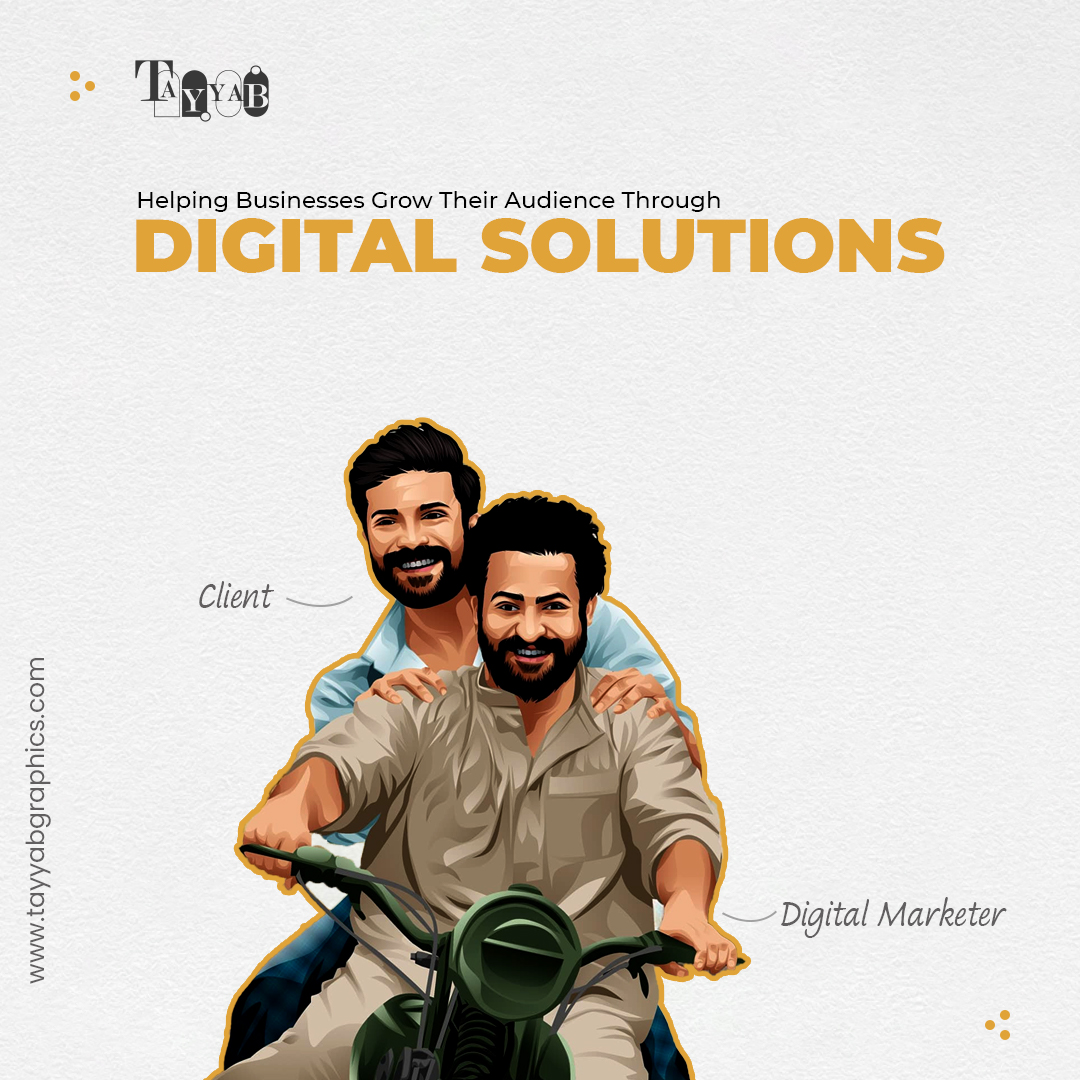 TAYYAB
Helping Businesses Grow Their Audience Through
DIGITAL SOLUTIONS
Client
Digital Marketer
www.tayyabgraphics.com